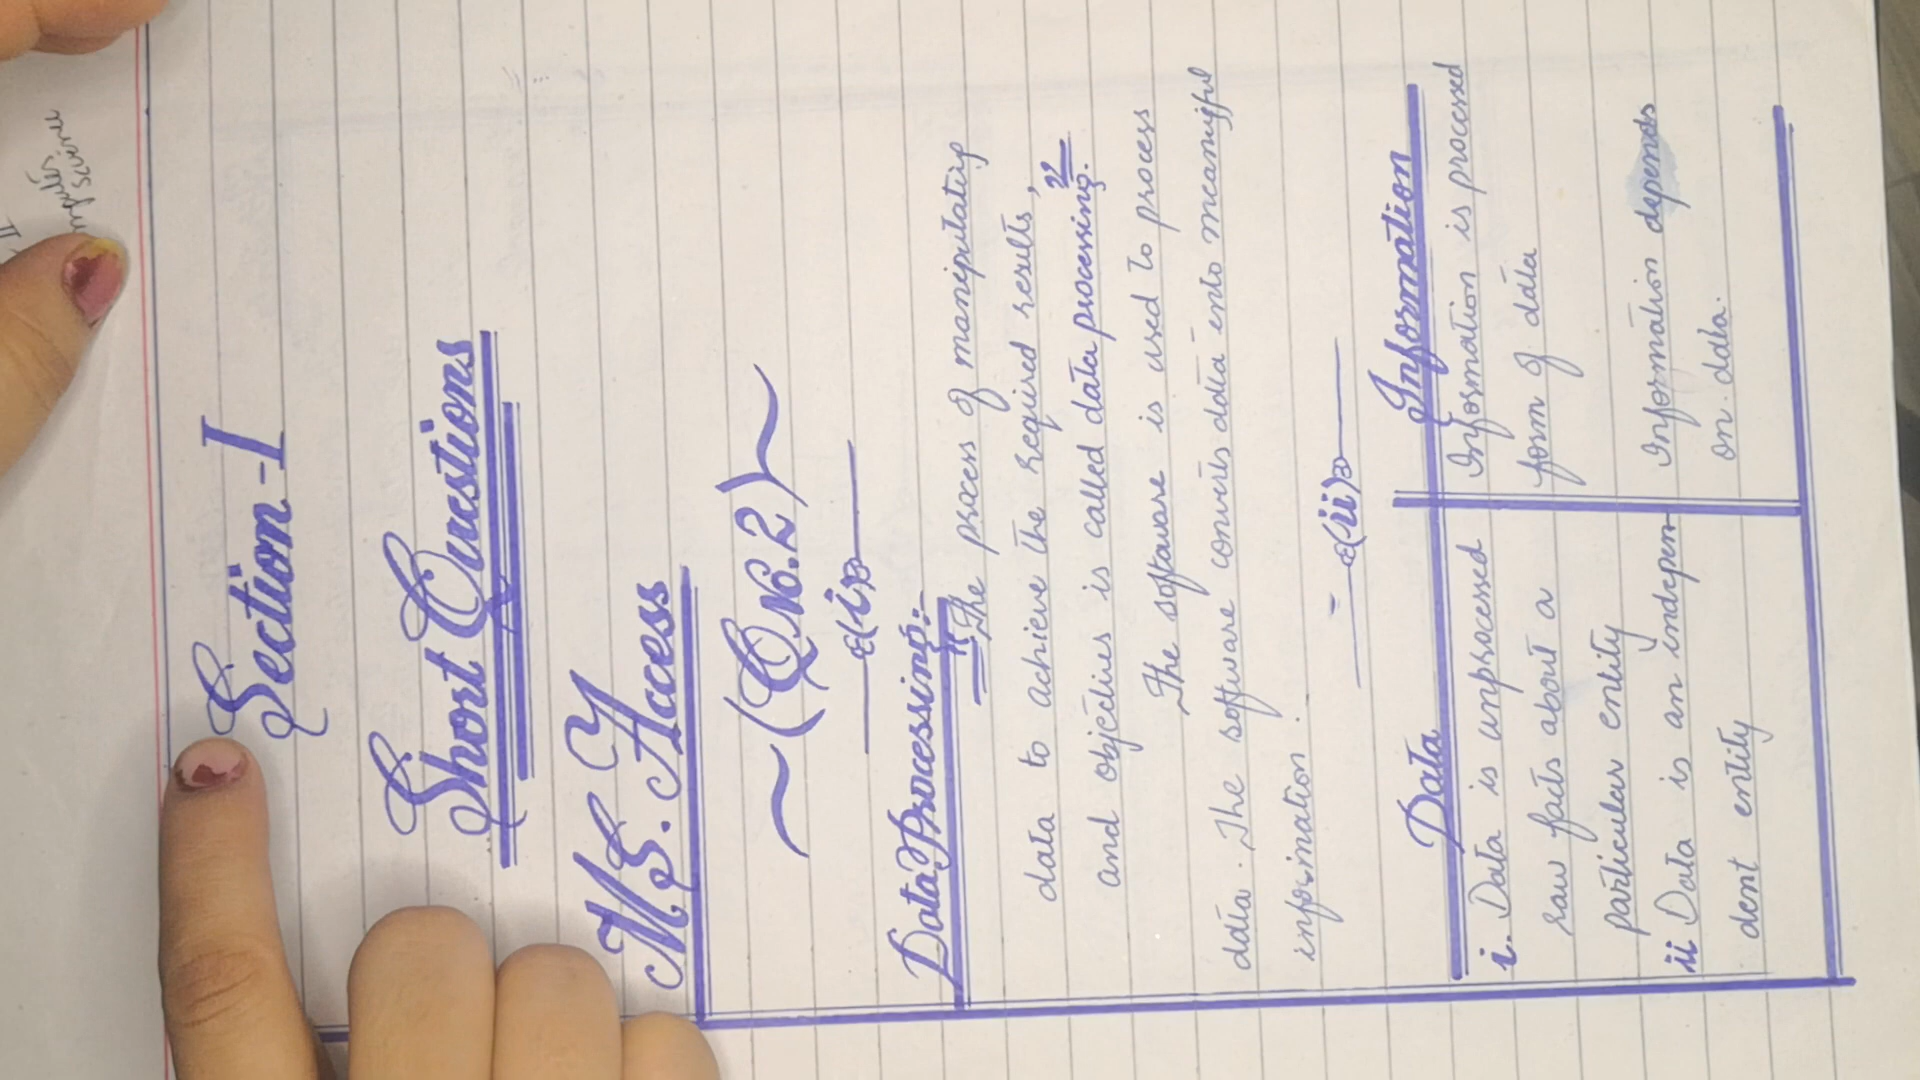 II
mputer
Science
Section-I
Short Questions
M.S. Access
(Q.No.2)
(i)
Data Processing:-
"The process of manipulating
data to achieve the required results,
and objectives is called data processing."
The software is used to process
data. The software converts data into meaningful
information.
(ii)
Data Information
i. Data is unprocessed Information is processed
raw facts about a form of data
particular entity
ii Data is an indepen Information depends
dent entity on data.